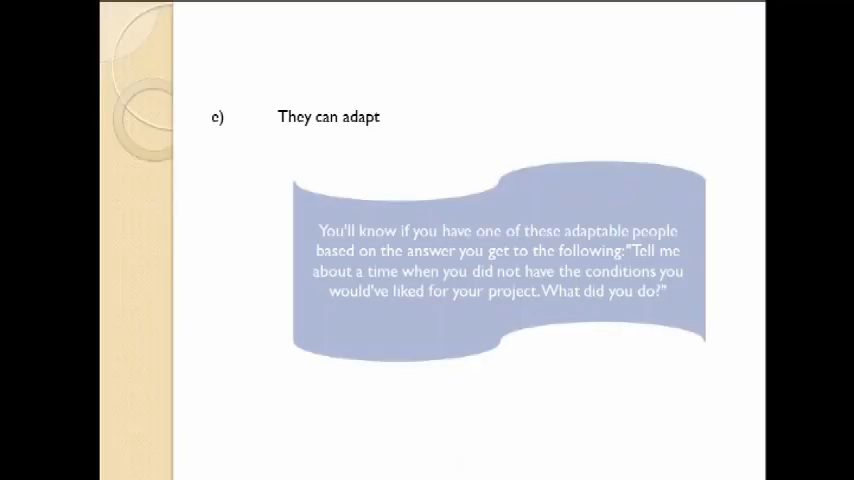 e) They can adapt
You'll know if you have one of these adaptable people
based on the answer you get to the following:"Tell me
about a time when you did not have the conditions you
would've liked for your project. What did you do?"